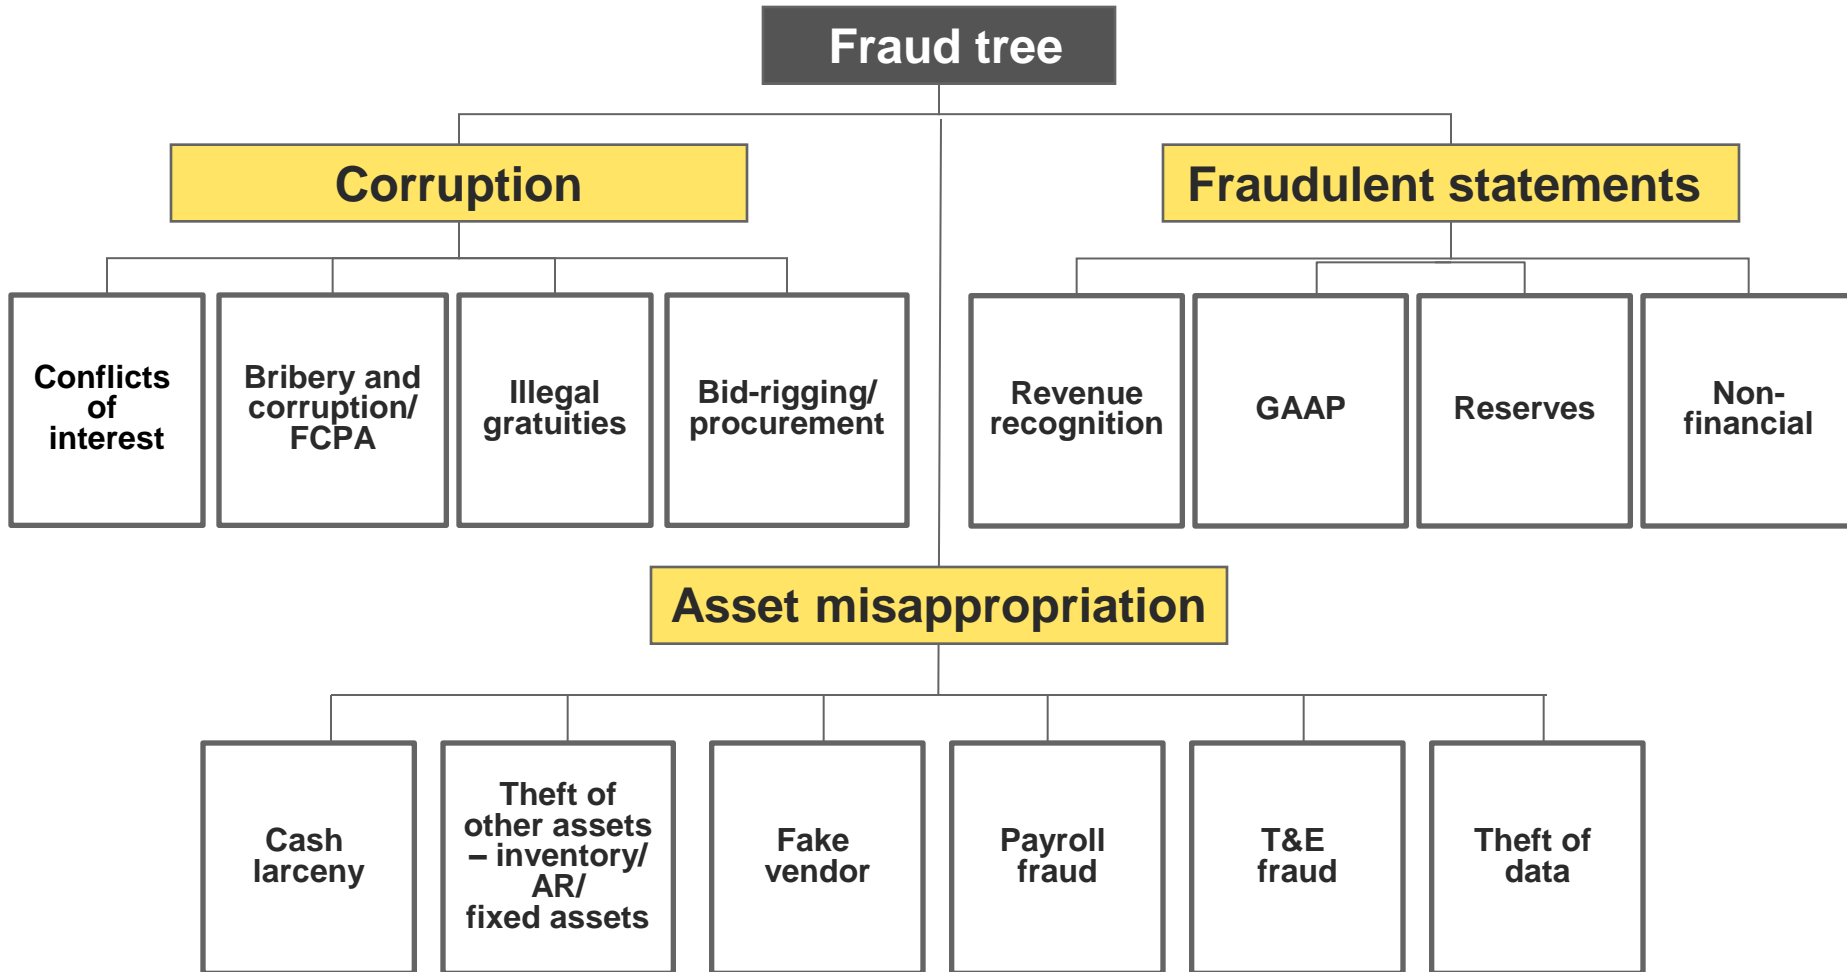 Fraud tree
Corruption
Fraudulent statements
Conflicts
of
interest
Bribery and
corruption/
FCPA
Illegal
gratuities
Bid-rigging/
procurement
Revenue
recognition
GAAP
Reserves
Non-
financial
Asset misappropriation
Cash
larceny
Theft of
other assets
– inventory/
AR/
fixed assets
Fake
vendor
Payroll
fraud
T&E
fraud
Theft of
data